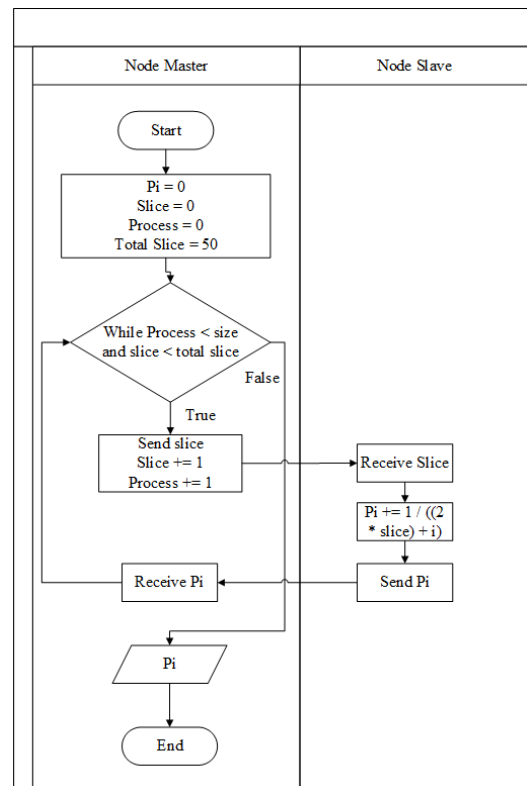 Node Master
Node Slave
Start
Pi = 0
Slice = 0
Process = 0
Total Slice = 50
While Process < size
and slice < total slice
False
True
Send slice
Slice += 1
Process += 1
Receive Slice
Pi += 1 / ((2
* slice) + i)
Receive Pi
Send Pi
Pi
End